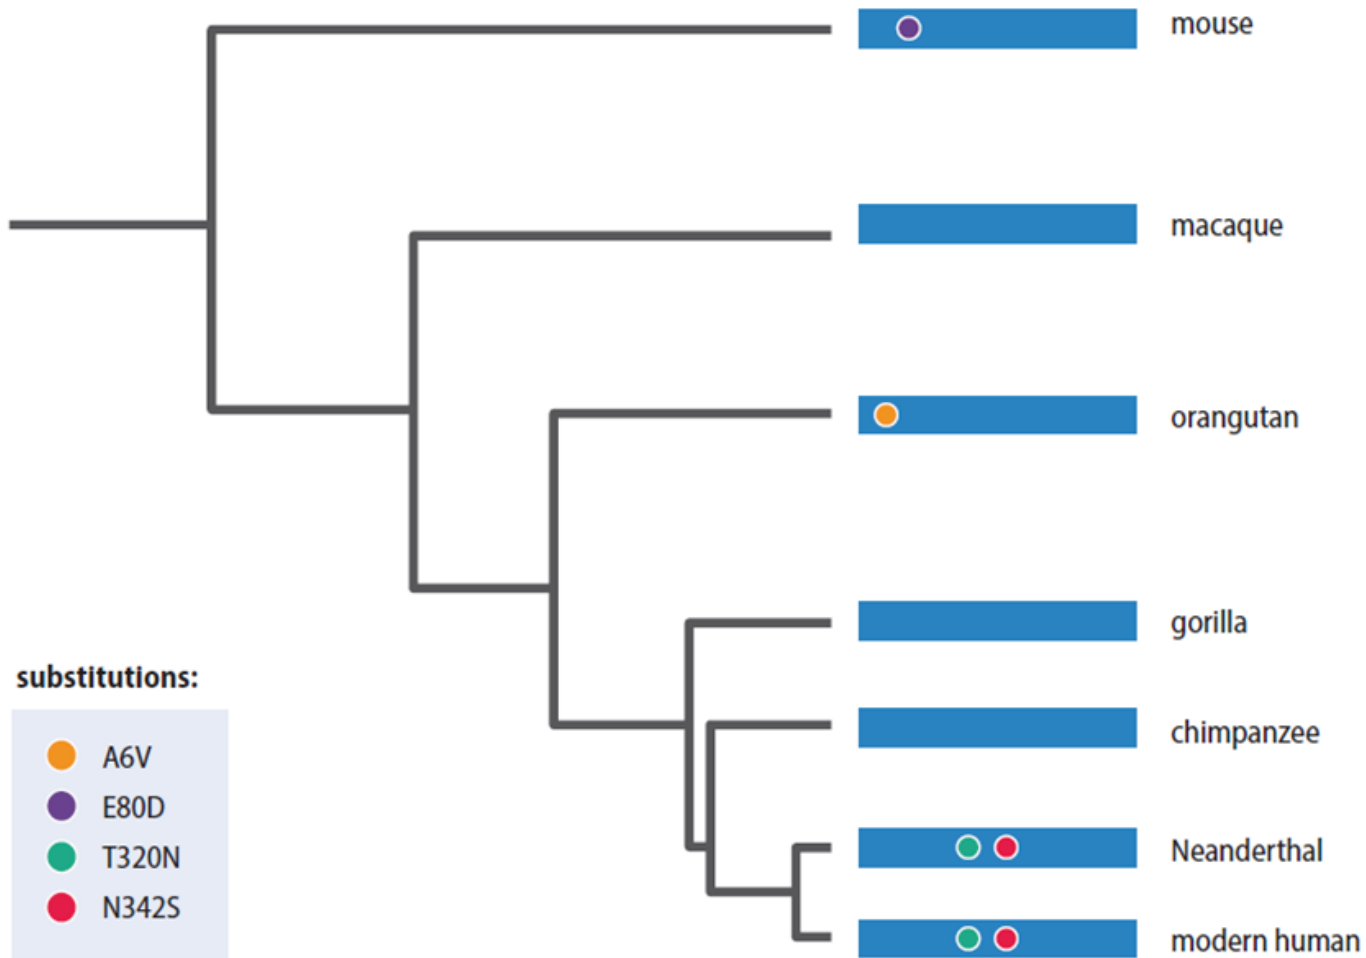 mouse
macaque
orangutan
gorilla
chimpanzee
Neanderthal
modern human
substitutions:
A6V
E80D
T320N
N342S